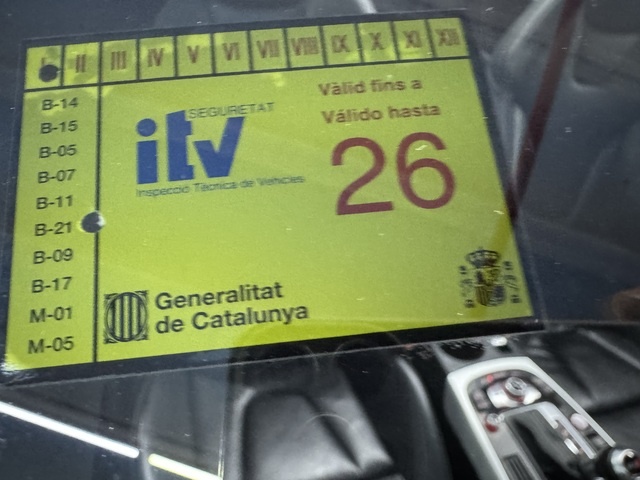 I II III IV V VI VII VIII IX X XI XII
B-14
B-15
B-05
B-07
B-11
B-21
B-09
B-17
M-01
M-05
SEGURETAT
itv
Inspecció Tècnica de Vehicles
Vàlid fins a
Válido hasta
26
Generalitat
de Catalunya